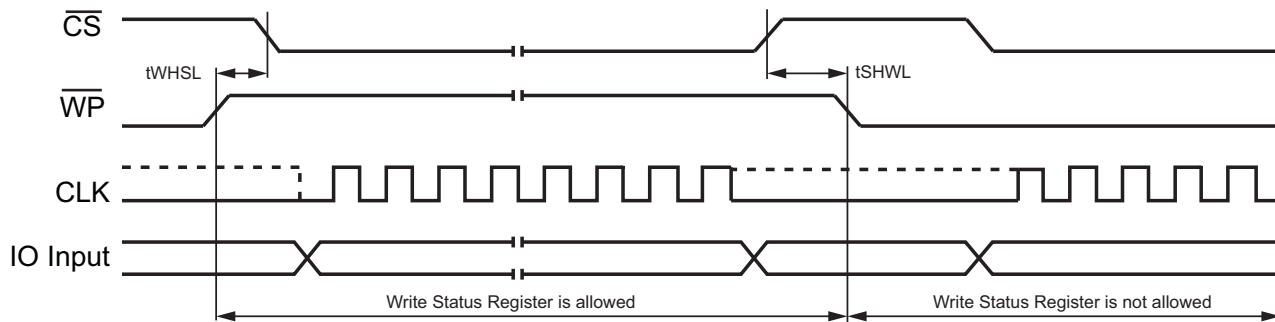 CS
tWHSL
tSHWL
WP
CLK
IO Input
Write Status Register is allowed
Write Status Register is not allowed